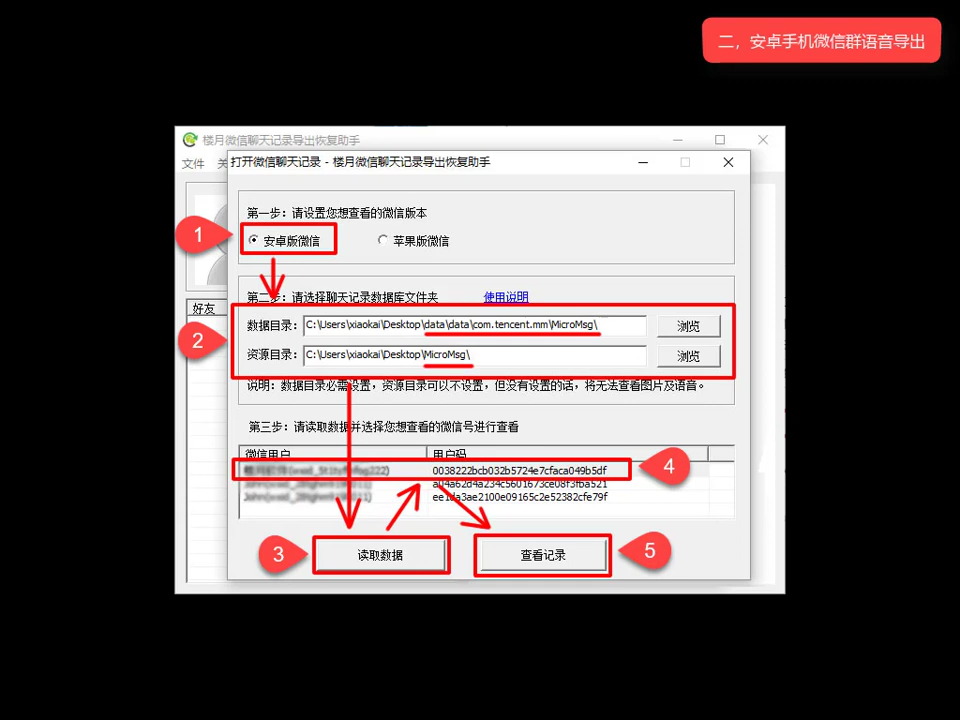 二，安卓手机微信群语音导出
楼月微信聊天记录导出恢复助手
文件
打开微信聊天记录 - 楼月微信聊天记录导出恢复助手
第一步：请设置您想查看的微信版本
1
安卓版微信 苹果版微信
第二步：请选择聊天记录数据库文件夹 使用说明
好友
2
数据目录： C:\Users\xiaokai\Desktop\data\data\com.tencent.mm\MicroMsg\ 浏览
资源目录： C:\Users\xiaokai\Desktop\MicroMsg\ 浏览
说明：数据目录必需设置，资源目录可以不设置，但没有设置的话，将无法查看图片及语音。
第三步：请读取数据并选择您想查看的微信号进行查看
微信用户 用户码
0038222bcb032b5724e7cfaca049b5df
4
a04a62d4a234c5601673ce08f3fba521
ee1da3ae2100e09165c2e52382cfe79f
3
读取数据 查看记录
5